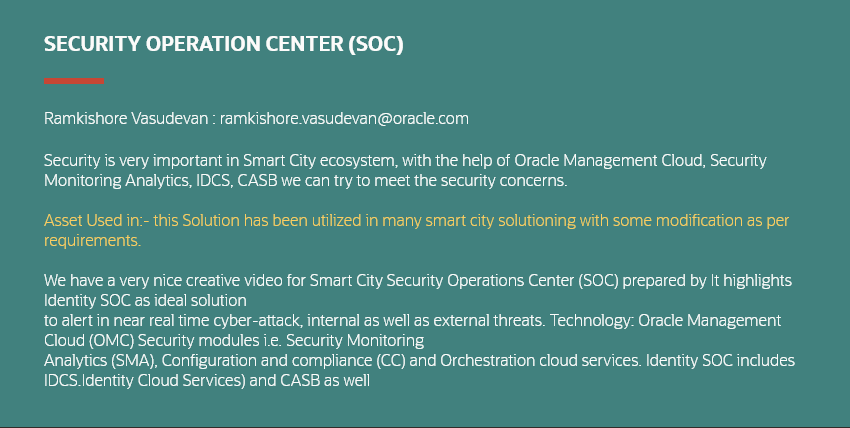 SECURITY OPERATION CENTER (SOC)
Ramkishore Vasudevan : ramkishore.vasudevan@oracle.com
Security is very important in Smart City ecosystem, with the help of Oracle Management Cloud, Security
Monitoring Analytics, IDCS, CASB we can try to meet the security concerns.
Asset Used in:- this Solution has been utilized in many smart city solutioning with some modification as per
requirements.
We have a very nice creative video for Smart City Security Operations Center (SOC) prepared by It highlights
Identity SOC as ideal solution
to alert in near real time cyber-attack, internal as well as external threats. Technology: Oracle Management
Cloud (OMC) Security modules i.e. Security Monitoring
Analytics (SMA), Configuration and compliance (CC) and Orchestration cloud services. Identity SOC includes
IDCS.Identity Cloud Services) and CASB as well